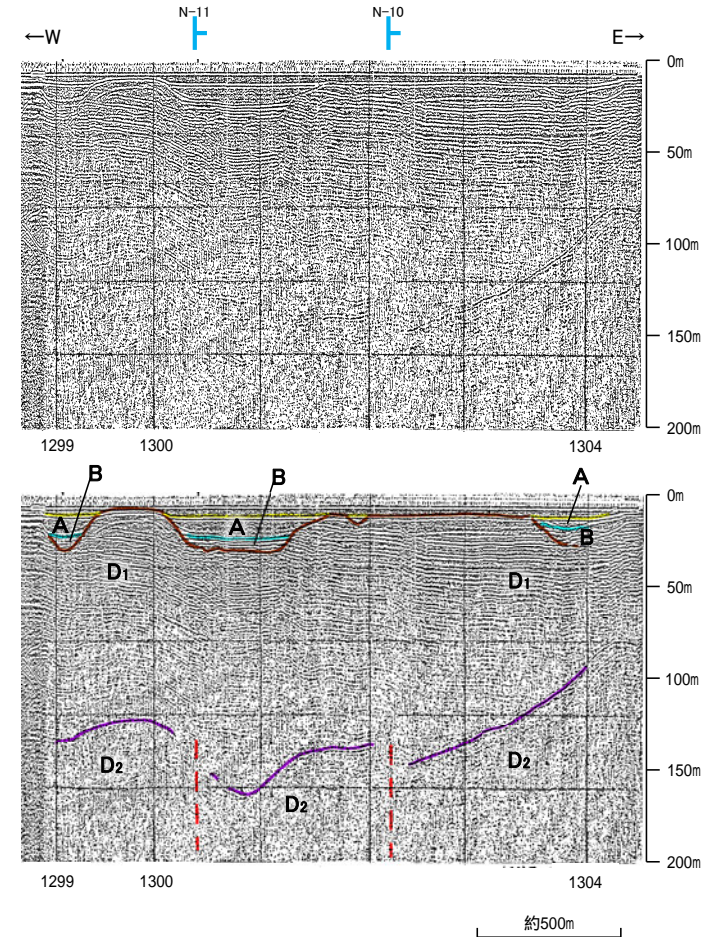 N-11 N-10
←W E→
0m
50m
100m
150m
200m
1299 1300 1304
B B A
0m
A A B
D1 D1
50m
100m
D2 D2
150m
D2
200m
1299 1300 1304
約500m